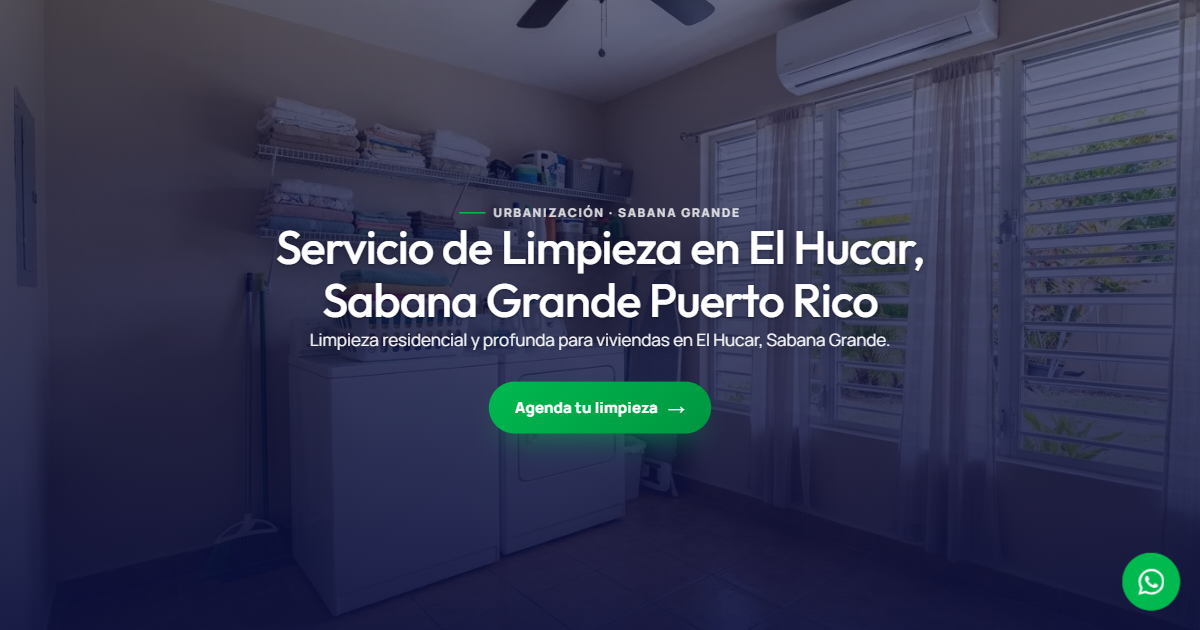 URBANIZACIÓN · SABANA GRANDE
Servicio de Limpieza en El Hucar,
Sabana Grande Puerto Rico
Limpieza residencial y profunda para viviendas en El Hucar, Sabana Grande.
Agenda tu limpieza →